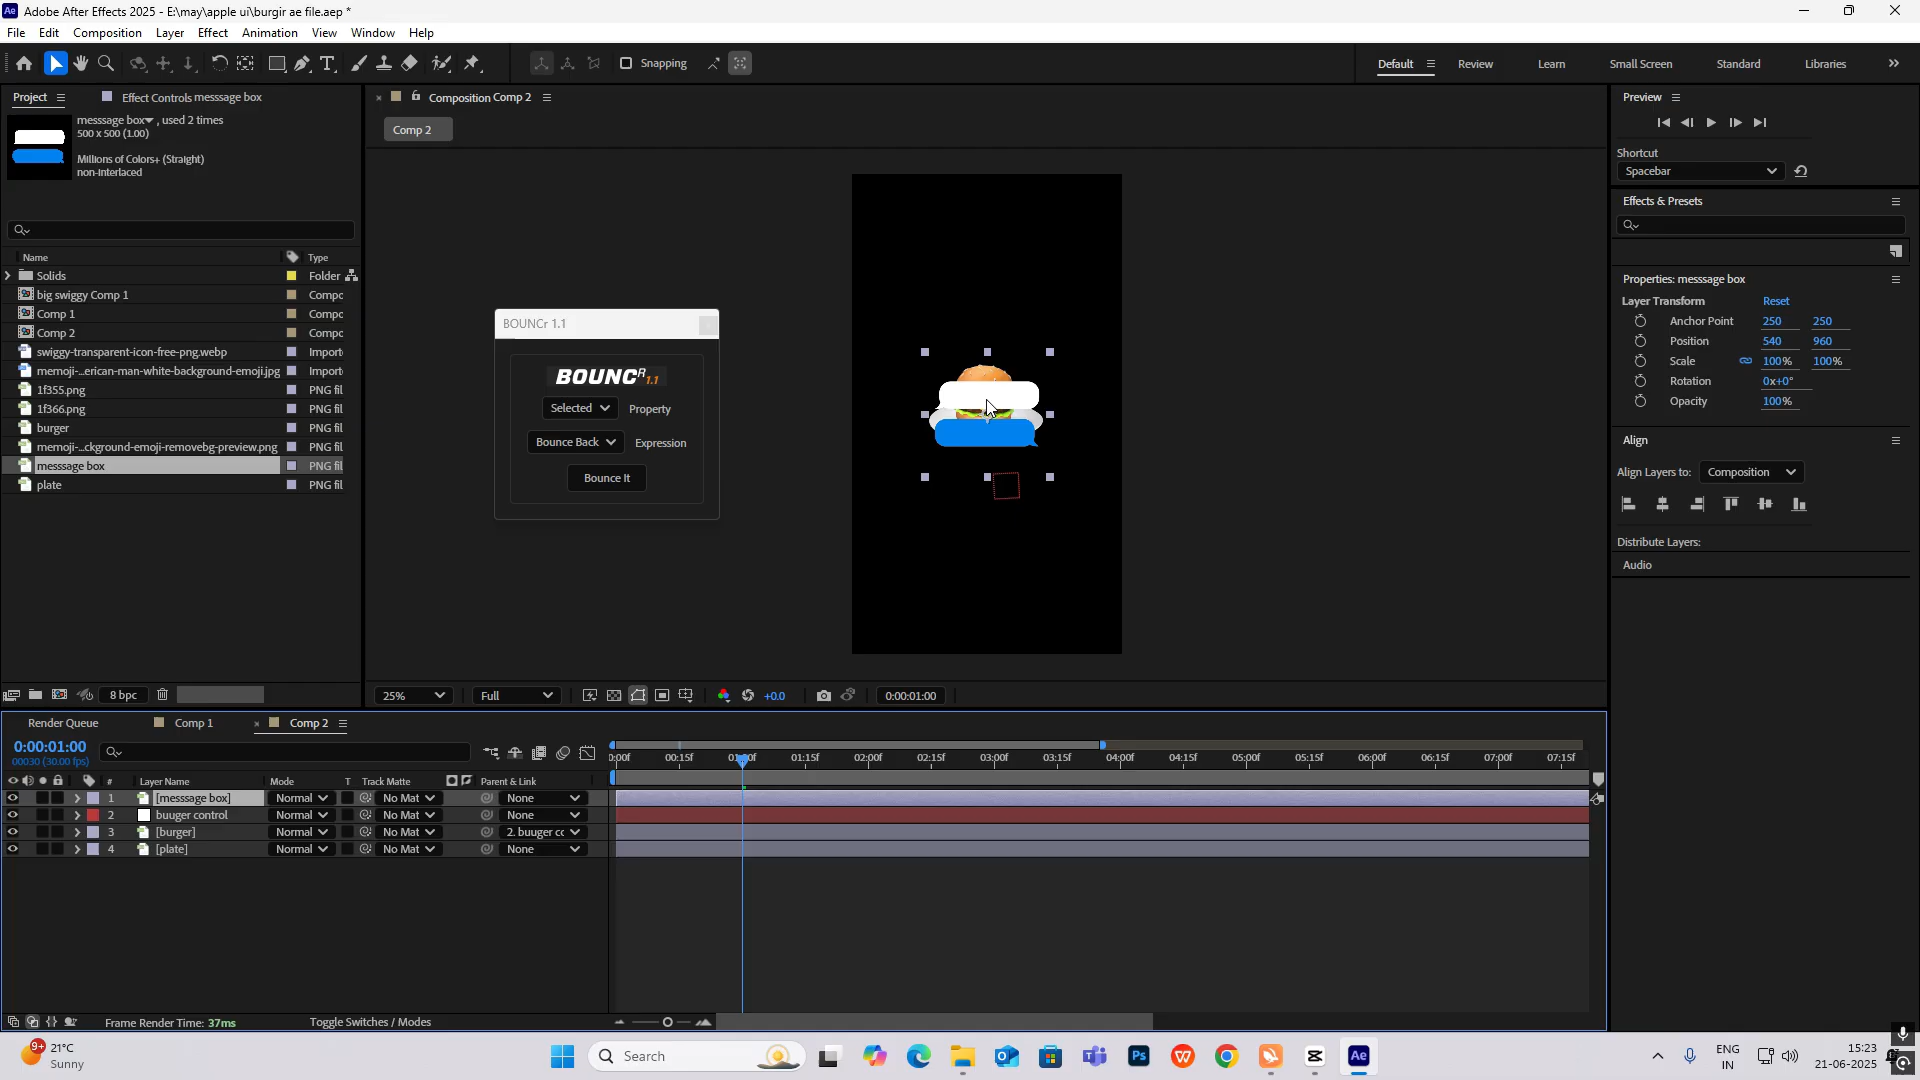 Adobe After Effects 2025 - E:\may\apple ui\burgir ae file.aep *
File Edit Composition Layer Effect Animation View Window Help
Snapping
Default Review Learn Small Screen Standard Libraries
Project Effect Controls messsage box
messsage box , used 2 times
500 x 500 (1.00)
Millions of Colors+ (Straight)
non-interlaced
Name Type
Solids Folder
big swiggy Comp 1 Compc
Comp 1 Compc
Comp 2 Compc
swiggy-transparent-icon-free-png.webp Import
memoji-...erican-man-white-background-emoji.jpg Import
1f355.png PNG fil
1f366.png PNG fil
burger PNG fil
memoji-...ckground-emoji-removebg-preview.png PNG fil
messsage box PNG fil
plate PNG fil
8 bpc
Composition Comp 2
Comp 2
BOUNCr 1.1
BOUNCR 1.1
Selected Property
Bounce Back Expression
Bounce It
25% Full +0.0 0:00:01:00
Preview
Shortcut
Spacebar
Effects & Presets
Properties: messsage box
Layer Transform Reset
Anchor Point 250 250
Position 540 960
Scale 100% 100%
Rotation 0x+0°
Opacity 100%
Align
Align Layers to: Composition
Distribute Layers:
Audio
Render Queue Comp 1 Comp 2
0:00:01:00
00030 (30.00 fps)
0:00f 00:15f 01:00f 01:15f 02:00f 02:15f 03:00f 03:15f 04:00f 04:15f 05:00f 05:15f 06:00f 06:15f 07:00f 07:15f
# Layer Name Mode T Track Matte Parent & Link
1 [messsage box] Normal No Mat None
2 buuger control Normal No Mat None
3 [burger] Normal No Mat 2. buuger cc
4 [plate] Normal No Mat None
Frame Render Time: 37ms Toggle Switches / Modes
9+ 21°C
Sunny
Search
ENG
IN
15:23
21-06-2025